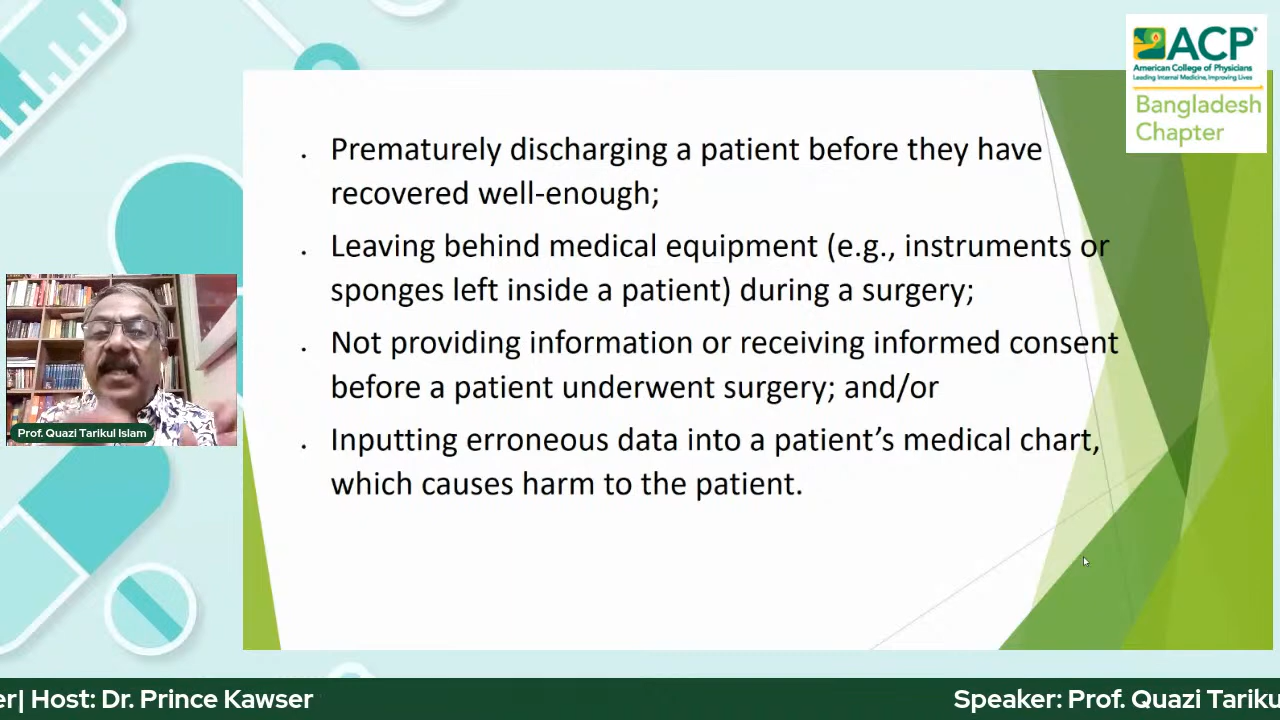 ACP
American College of Physicians
Leading Internal Medicine, Improving Lives
Bangladesh
Chapter
• Prematurely discharging a patient before they have
recovered well-enough;
• Leaving behind medical equipment (e.g., instruments or
sponges left inside a patient) during a surgery;
• Not providing information or receiving informed consent
before a patient underwent surgery; and/or
• Inputting erroneous data into a patient’s medical chart,
which causes harm to the patient.
Prof. Quazi Tarikul Islam
er| Host: Dr. Prince Kawser
Speaker: Prof. Quazi Tariku